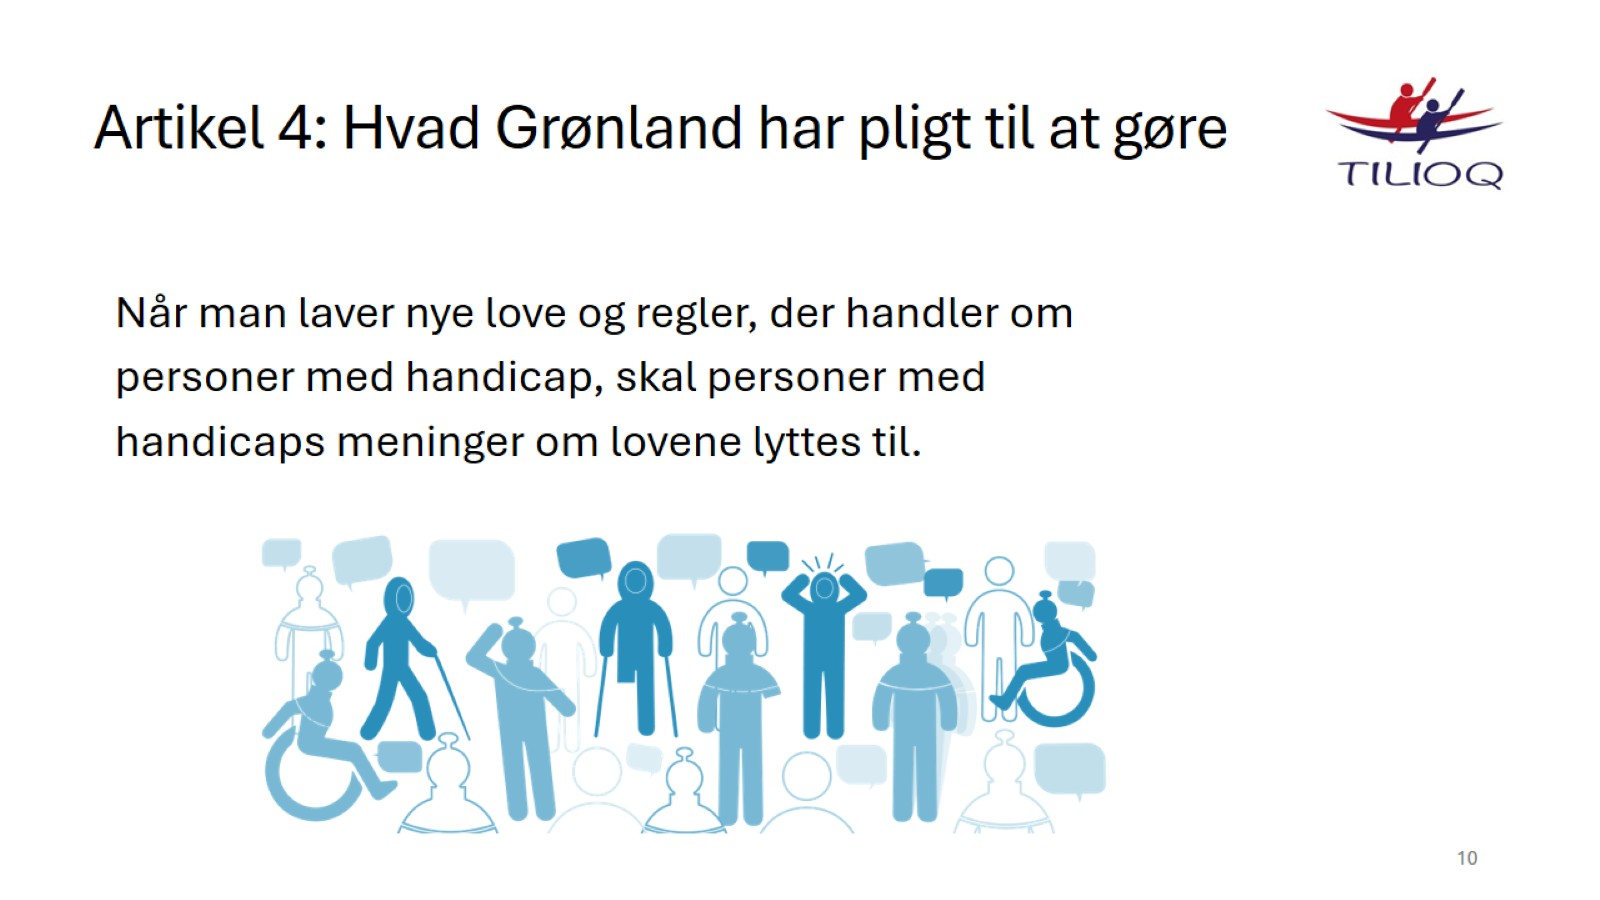 Artikel 4: Hvad Grønland har pligt til at gøre
TILIOQ
Når man laver nye love og regler, der handler om
personer med handicap, skal personer med
handicaps meninger om lovene lyttes til.
10